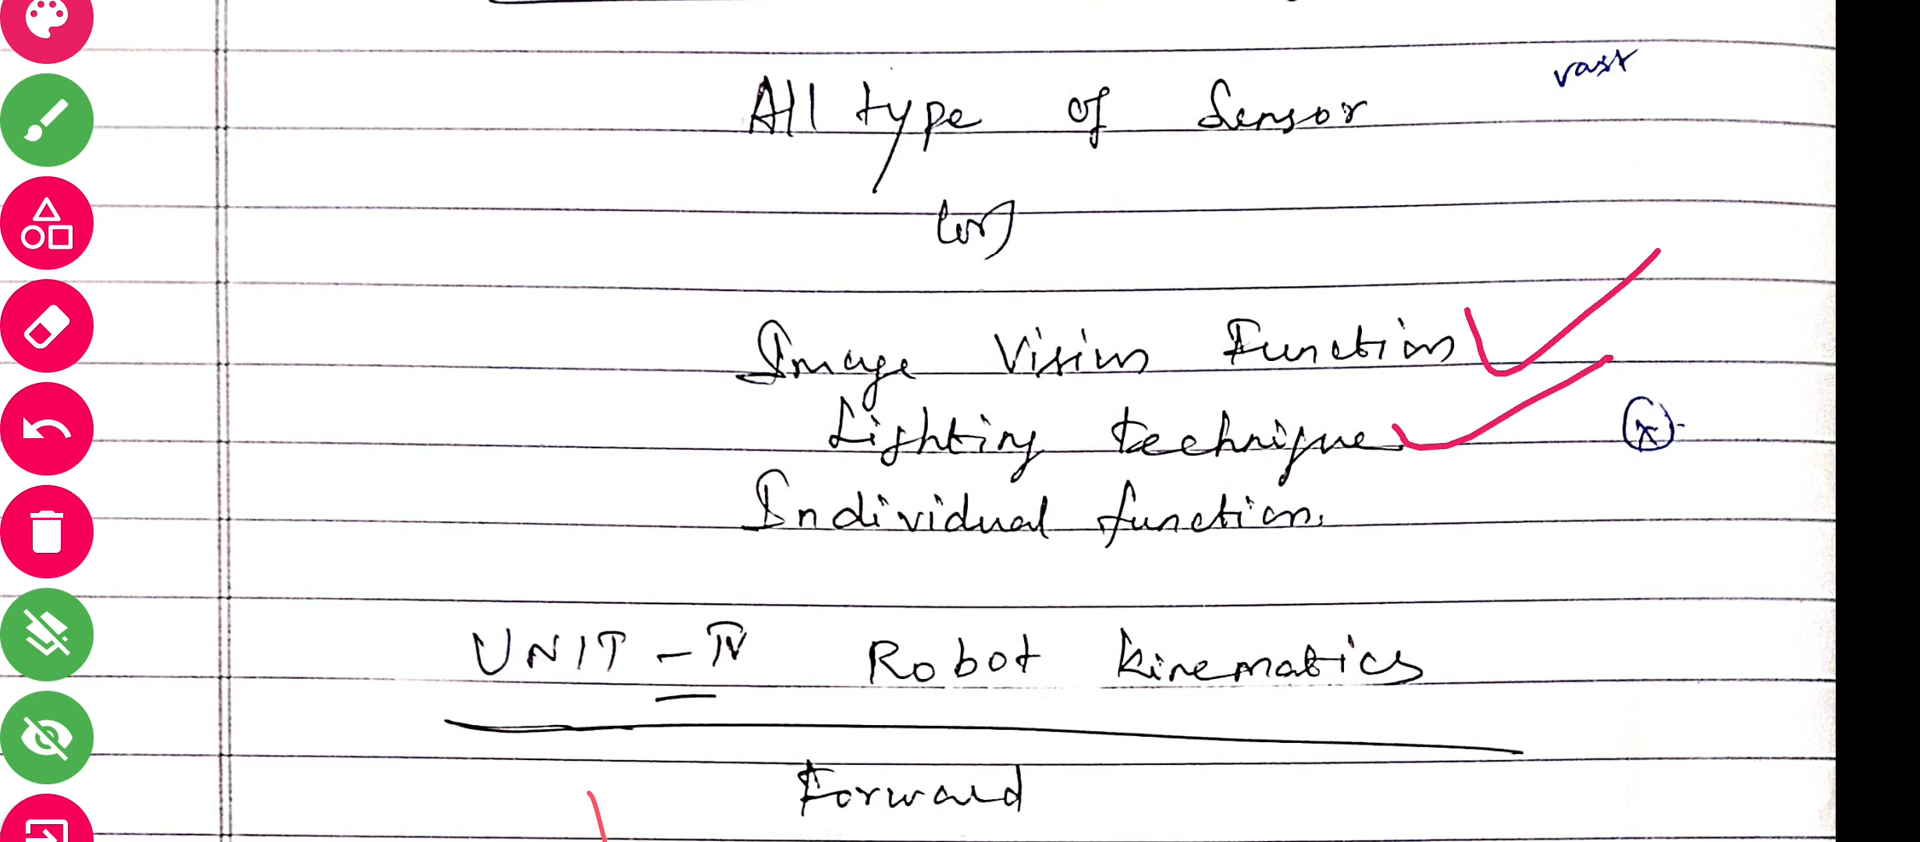 All type of Sensor vast
(or)
Image Vision Function
Lighting technique
Individual function.
UNIT - IV Robot kinematics
Forward